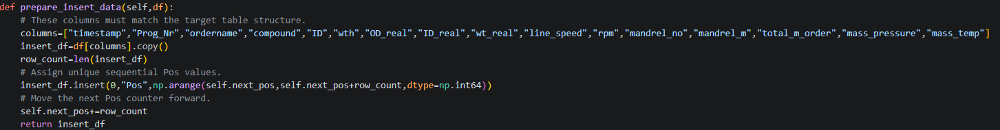 def prepare_insert_data(self,df):
    # These columns must match the target table structure.
    columns=["timestamp","Prog_Nr","ordername","compound","ID","wth","OD_real","ID_real","wt_real","line_speed","rpm","mandrel_no","mandrel_m","total_m_order","mass_pressure","mass_temp"]
    insert_df=df[columns].copy()
    row_count=len(insert_df)
    # Assign unique sequential Pos values.
    insert_df.insert(0,"Pos",np.arange(self.next_pos,self.next_pos+row_count,dtype=np.int64))
    # Move the next Pos counter forward.
    self.next_pos+=row_count
    return insert_df